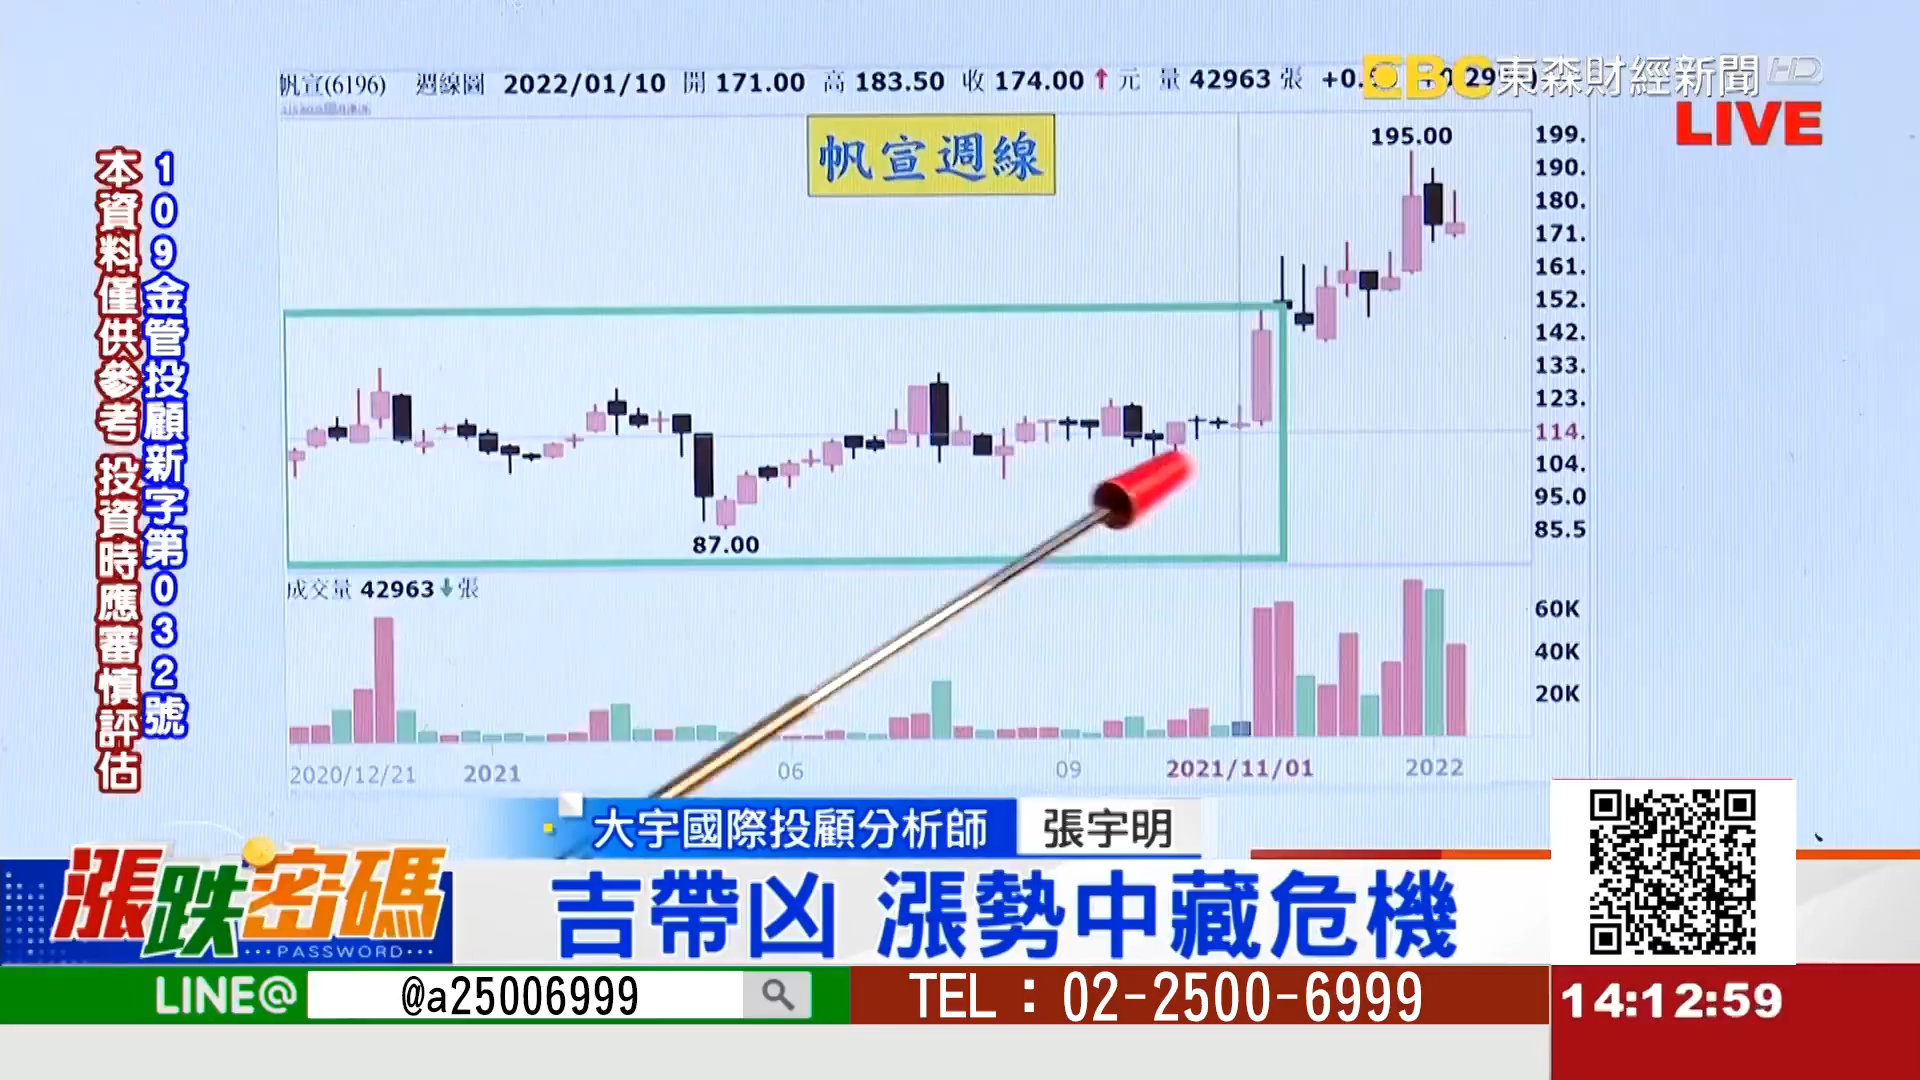 帆宣(6196) 週線圖 2022/01/10 開 171.00 高 183.50 收 174.00↑元 量 42963 張
EBC 東森財經新聞 HD
LIVE
帆宣週線
195.00
199.
190.
180.
171.
161.
152.
142.
133.
123.
114.
104.
95.0
85.5
87.00
成交量 42963↓張
60K
40K
20K
2020/12/21 2021 06 09 2021/11/01 2022
109金管投顧新字第032號
本資料僅供參考 投資時應審慎評估
大宇國際投顧分析師 張宇明
漲跌密碼
PASSWORD
吉帶凶 漲勢中藏危機
LINE@ @a25006999
TEL：02-2500-6999
14:12:59